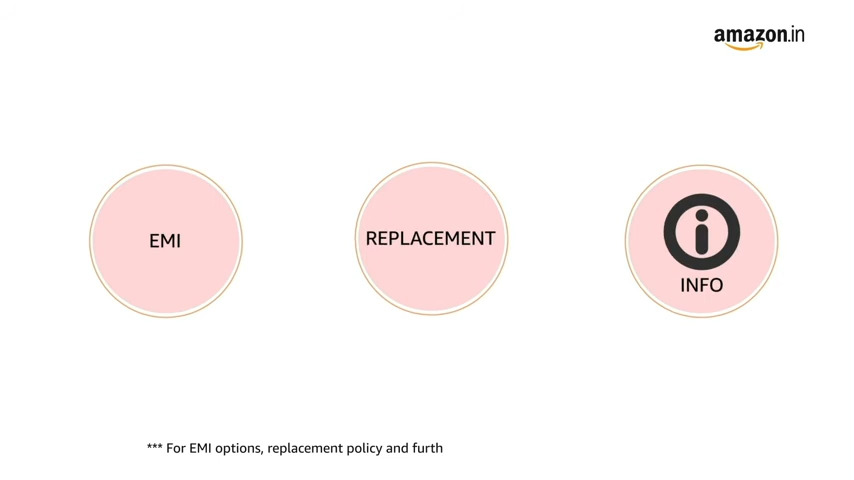 amazon.in
EMI
REPLACEMENT
INFO
*** For EMI options, replacement policy and furth